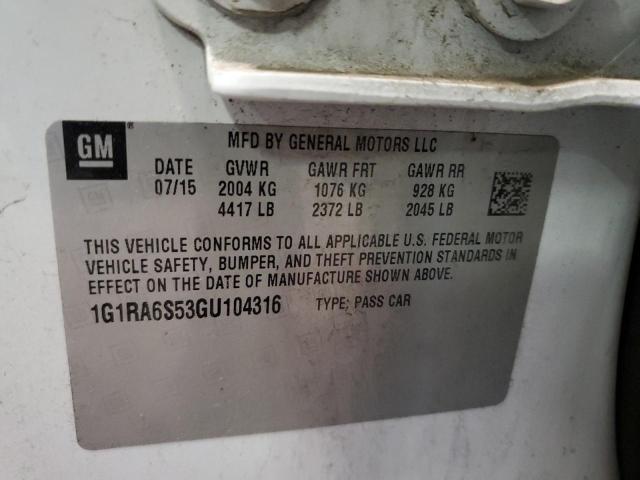 GM®
MFD BY GENERAL MOTORS LLC
DATE GVWR GAWR FRT GAWR RR
07/15 2004 KG 1076 KG 928 KG
4417 LB 2372 LB 2045 LB
THIS VEHICLE CONFORMS TO ALL APPLICABLE U.S. FEDERAL MOTOR
VEHICLE SAFETY, BUMPER, AND THEFT PREVENTION STANDARDS IN
EFFECT ON THE DATE OF MANUFACTURE SHOWN ABOVE.
1G1RA6S53GU104316 TYPE: PASS CAR